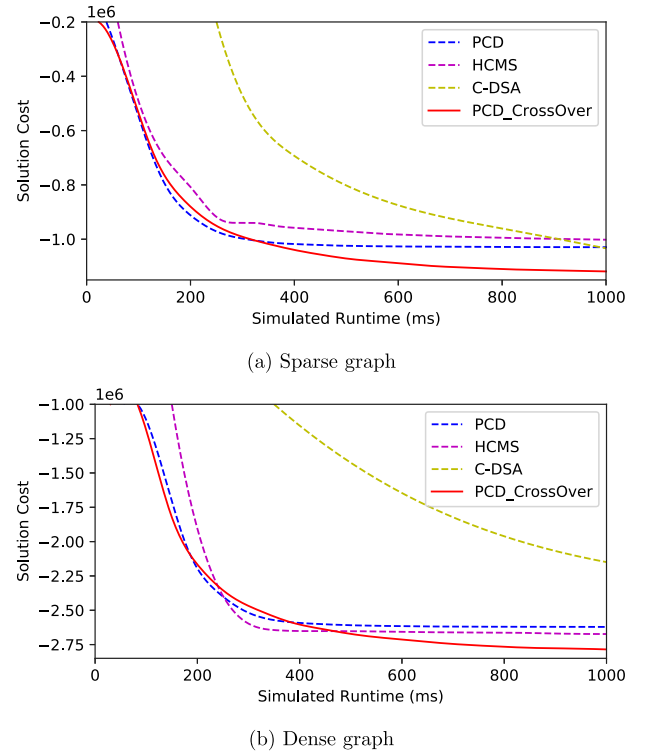 1e6
−0.2
−0.4
−0.6
−0.8
−1.0
Solution Cost
PCD
HCMS
C-DSA
PCD_CrossOver
0 200 400 600 800 1000
Simulated Runtime (ms)
(a) Sparse graph
1e6
−1.00
−1.25
−1.50
−1.75
−2.00
−2.25
−2.50
−2.75
Solution Cost
PCD
HCMS
C-DSA
PCD_CrossOver
0 200 400 600 800 1000
Simulated Runtime (ms)
(b) Dense graph